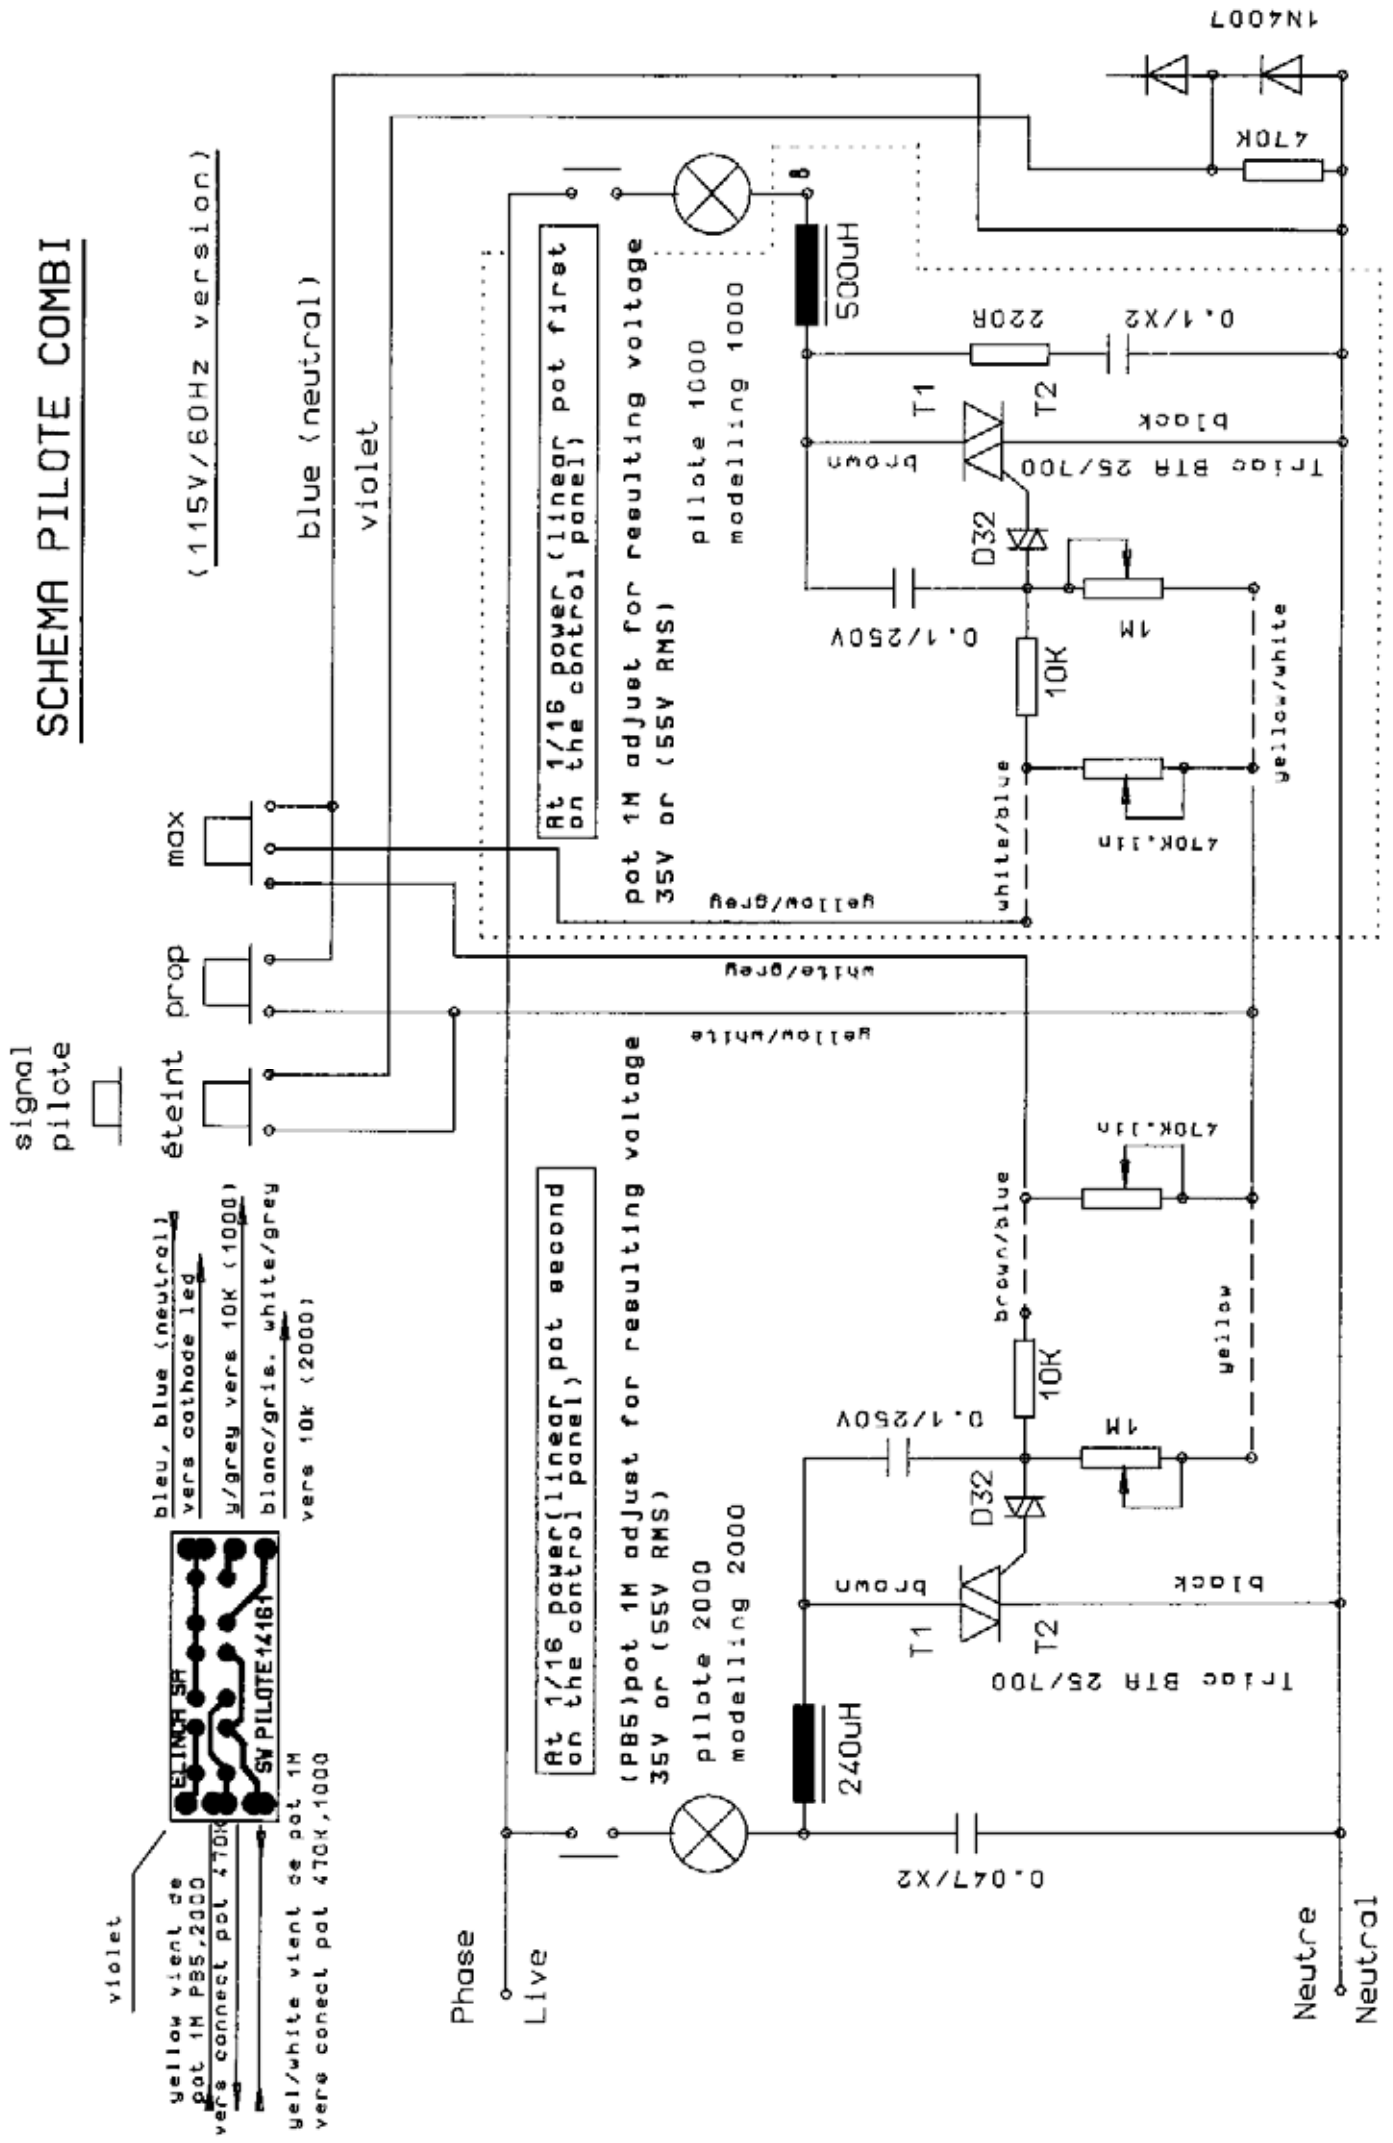 SCHEMA PILOTE COMBI
(115V/60Hz version)
signal
pilote
éteint
prop
max
blue (neutral)
violet
violet
yellow vient de
pot 1M PB5,2000
vers connect pot 470K
yel/white vient de pot 1M
vers conect pot 470K,1000
ELINCA SA
SW PILOTE14161
bleu, blue (neutral)
vers cathode led
y/grey vers 10K (1000)
blanc/gris. white/grey
vers 10K (2000)
Phase
Live
At 1/16 power(linear pot second
on the control panel)
(PB5)pot 1M adjust for resulting voltage
35V or (55V RMS)
pilote 2000
modelling 2000
At 1/16 power (linear pot first
on the control panel)
pot 1M adjust for resulting voltage
35V or (55V RMS)
pilote 1000
modelling 1000
240uH
0.047/X2
brown
T1
T2
black
Triac BTA 25/700
D32
0.1/250V
10K
1M
brown/blue
yellow
470K.lin
yellow/white
white/grey
yellow/grey
white/blue
470K.lin
yellow/white
10K
1M
0.1/250V
D32
brown
T1
T2
black
Triac BTA 25/700
220R
0.1/X2
500uH
B
470K
1N4007
Neutre
Neutral